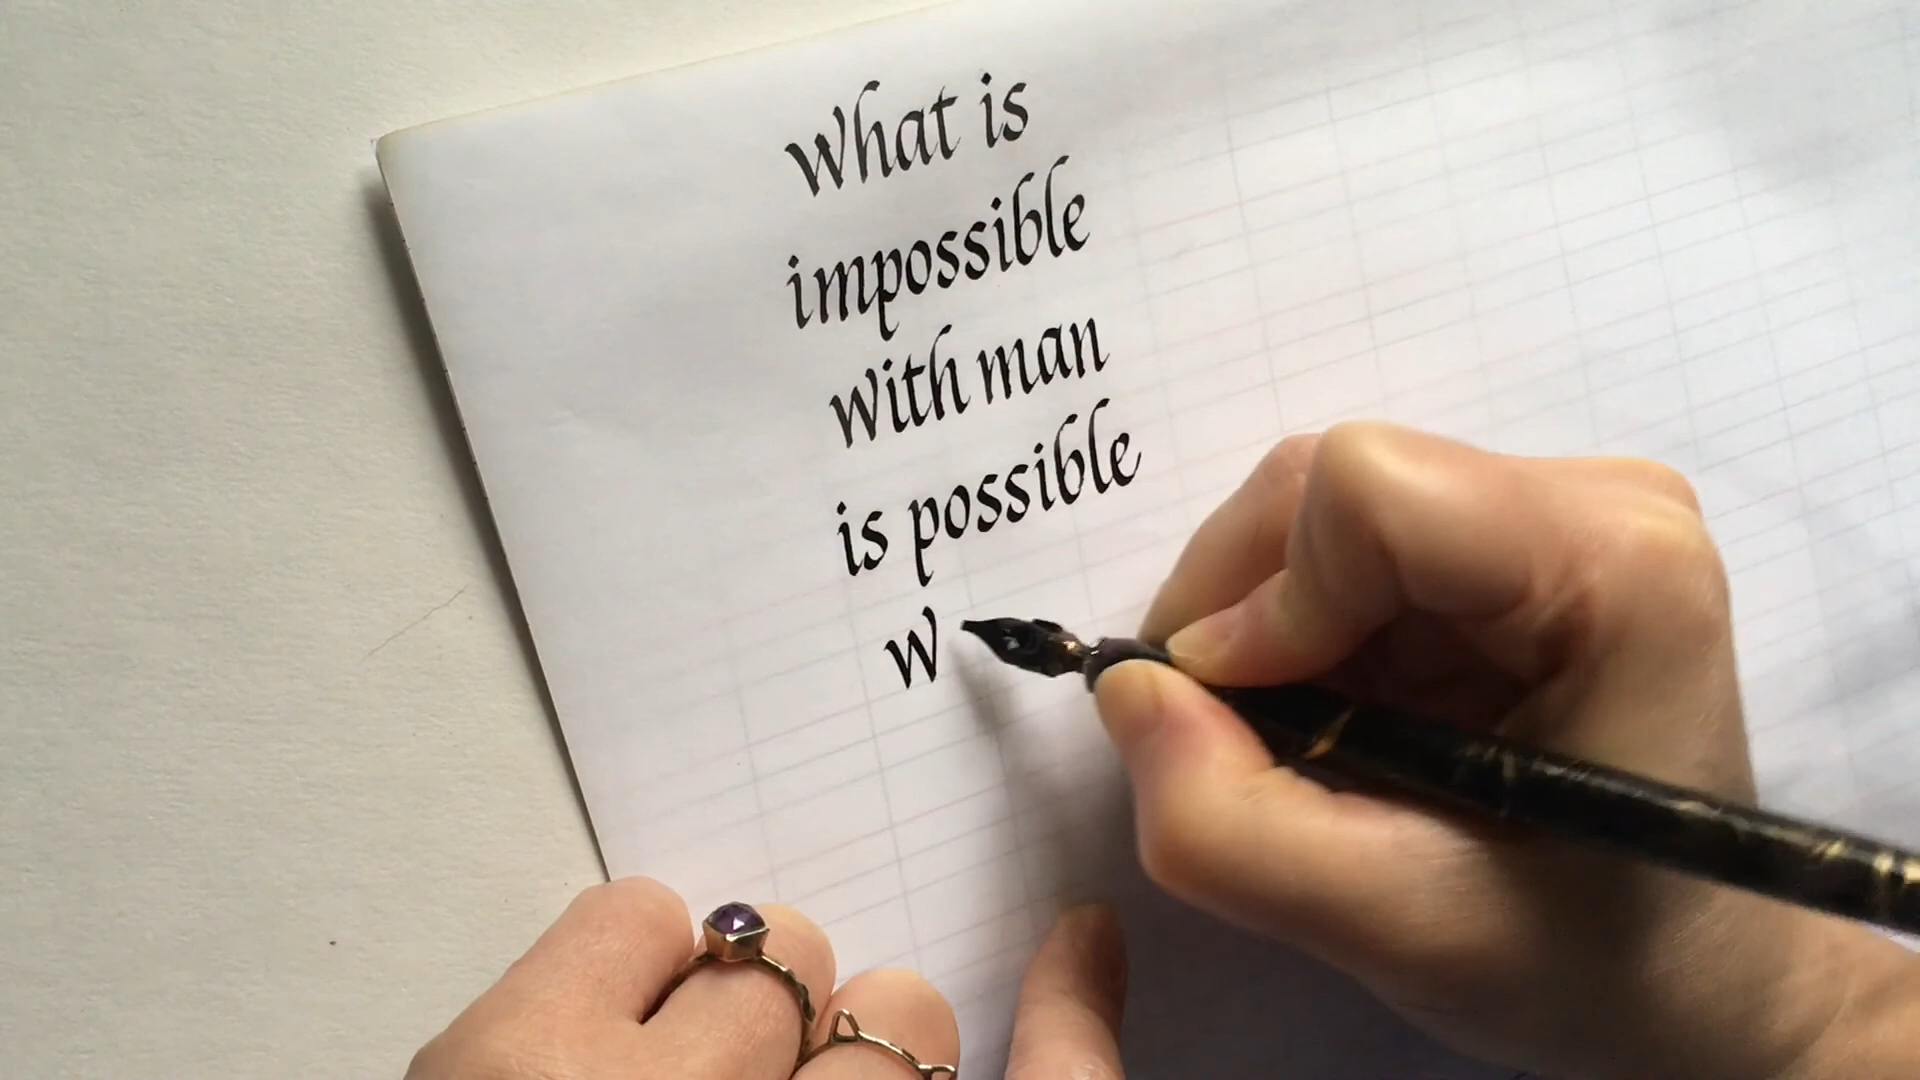 What is
impossible
with man
is possible
w